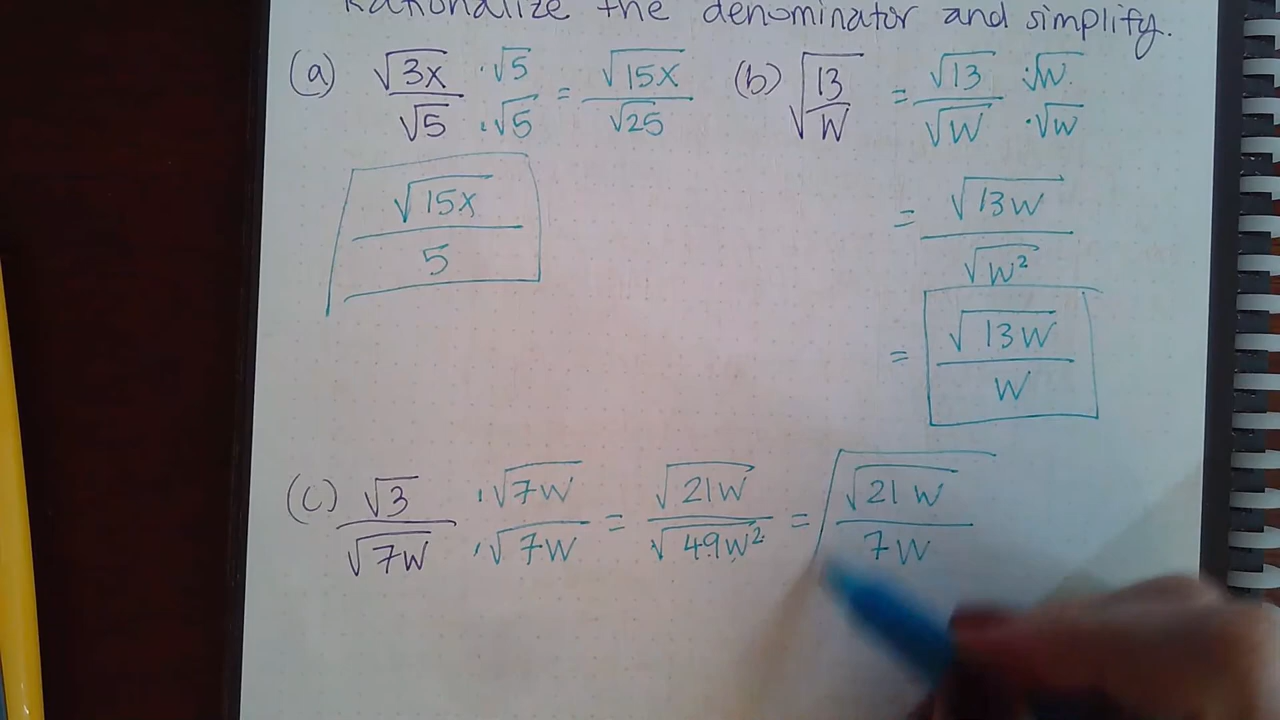 Rationalize the denominator and simplify.
(a) √3x/√5 ·√5/·√5 = √15x/√25
√15x/5
(b) √13/w = √13/√w ·√w/·√w
= √13w/√w²
= √13w/w
(c) √3/√7w ·√7w/·√7w = √21w/√49w² = √21w/7w